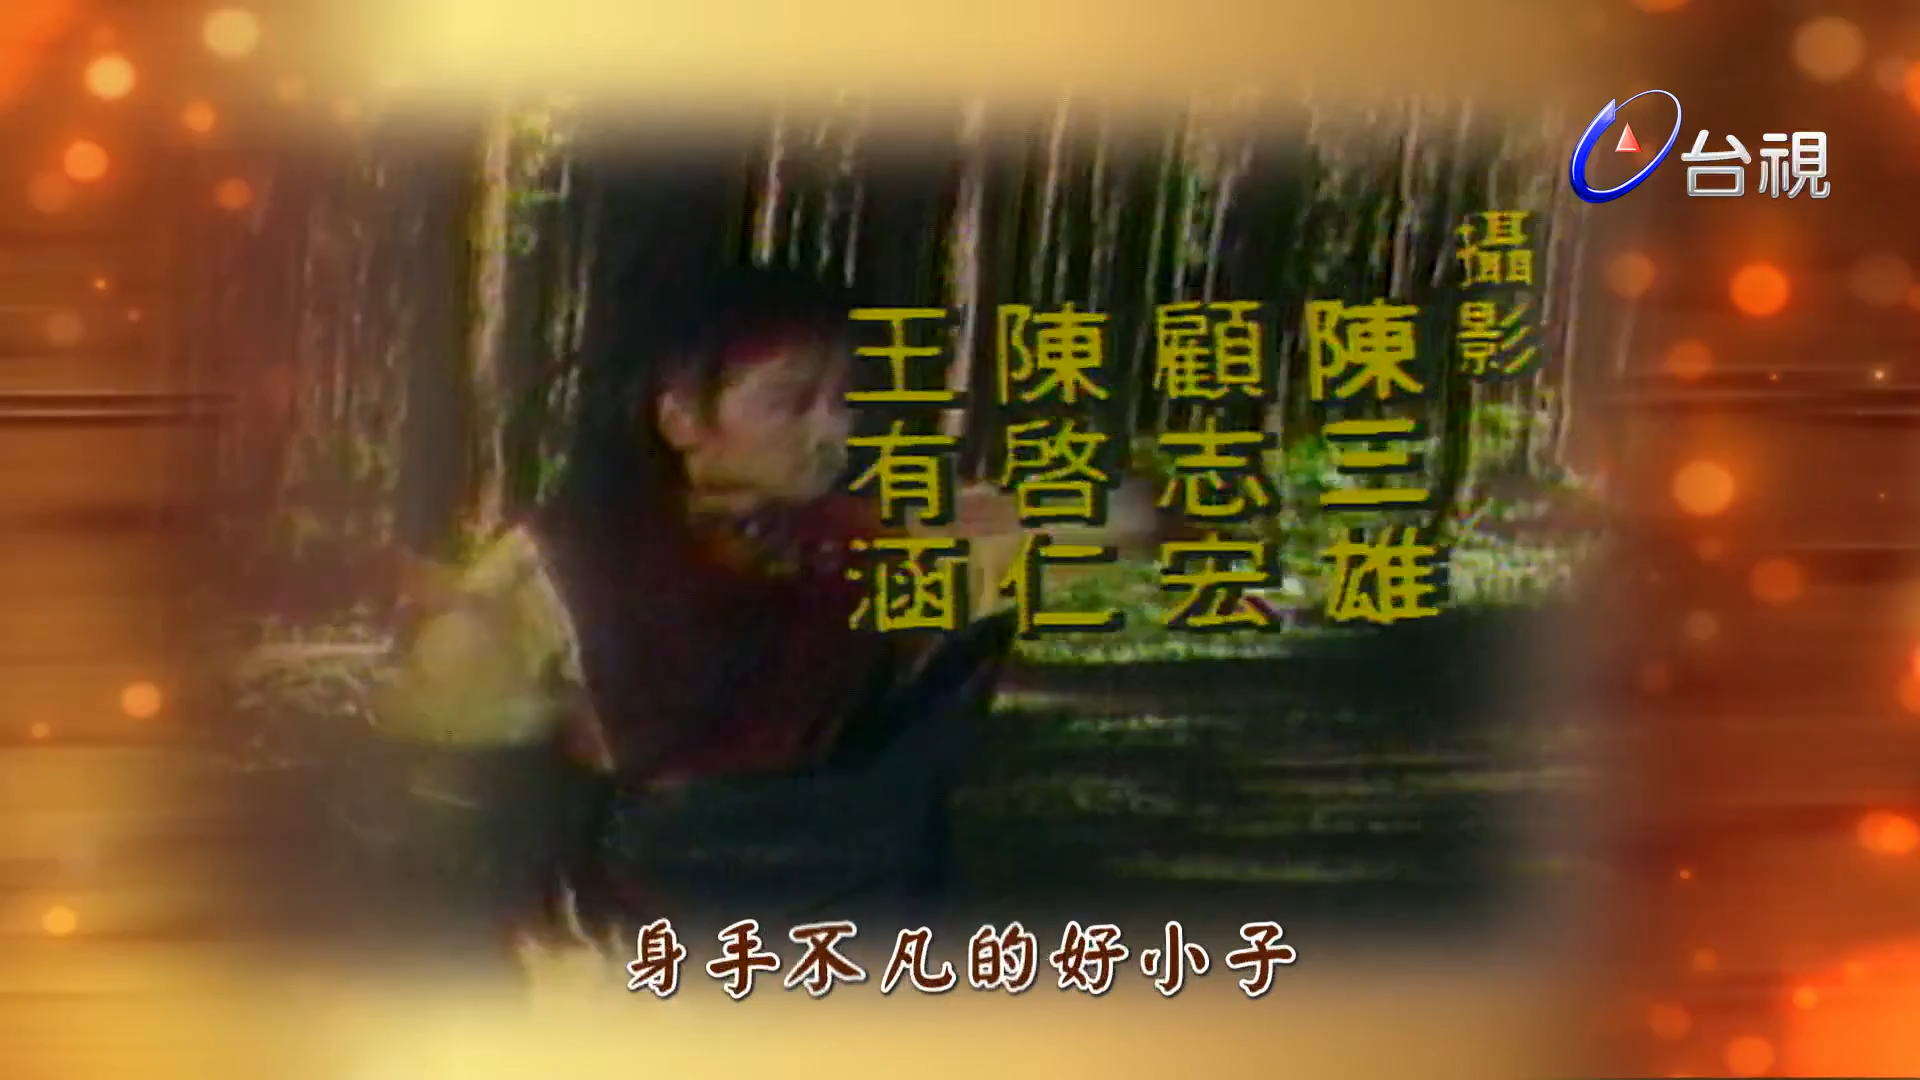 台視
攝影
陳三雄
顧志宏
陳啓仁
王有涵
身手不凡的好小子